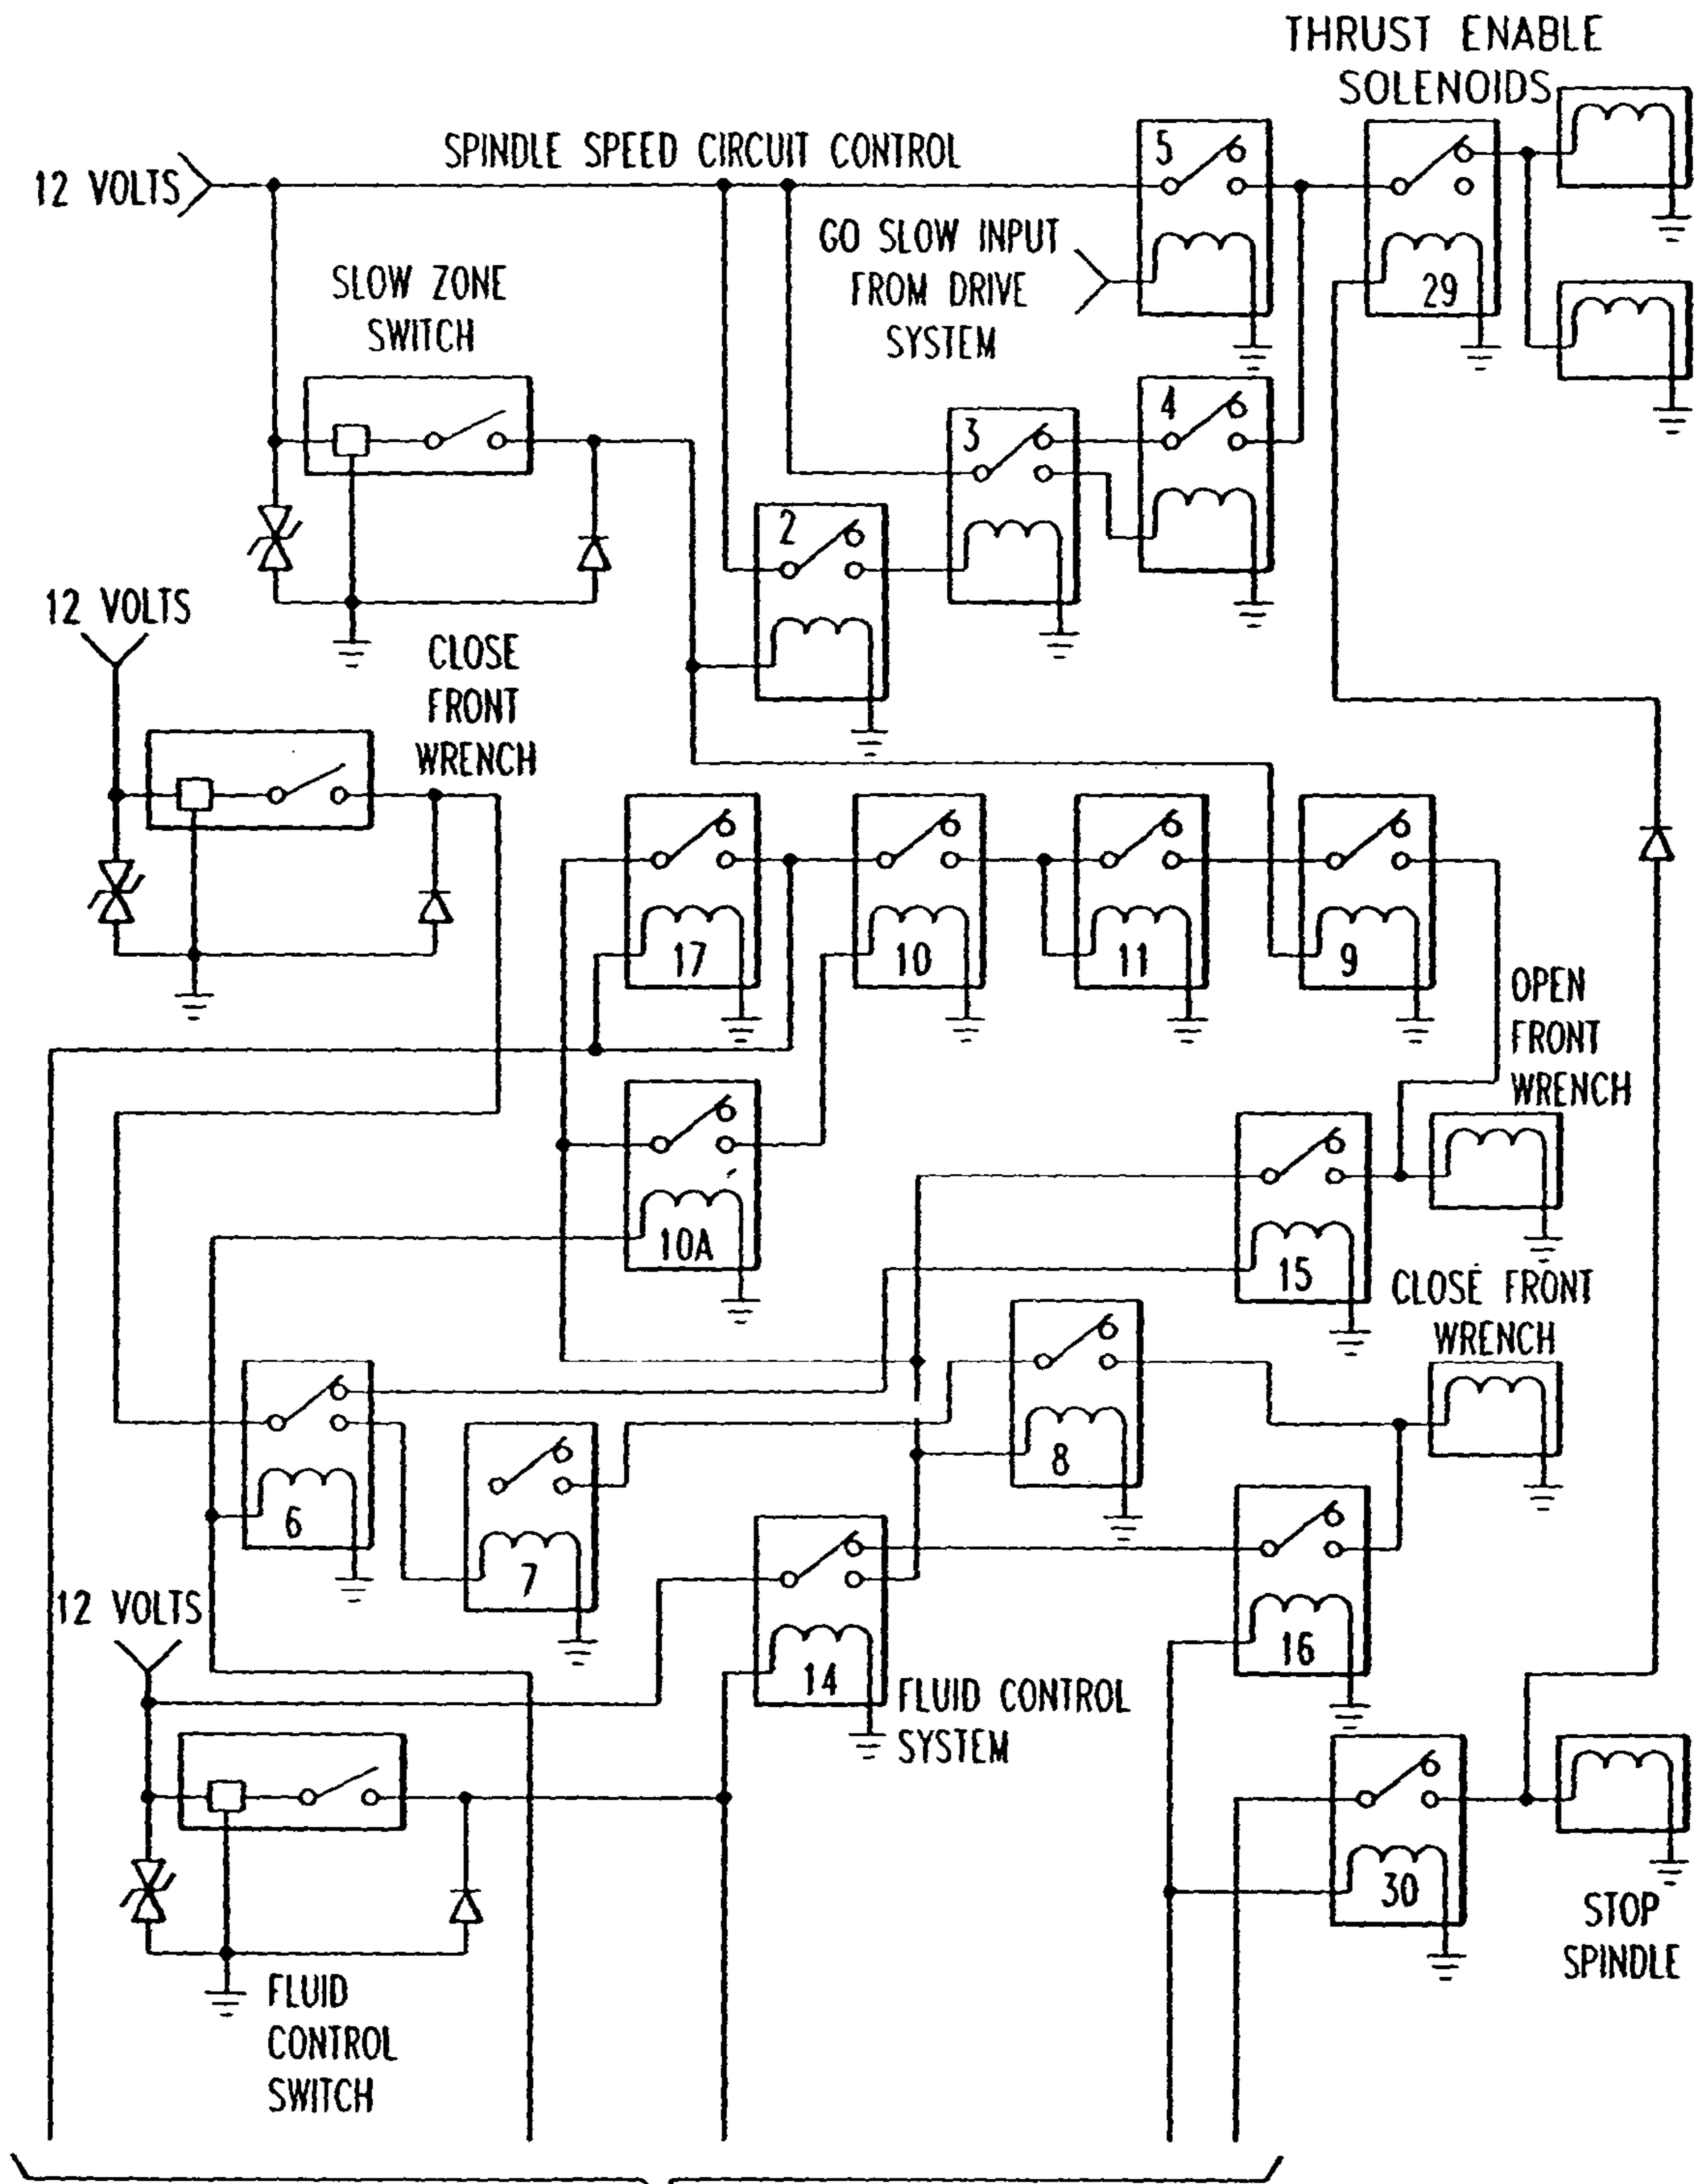 THRUST ENABLE
SOLENOIDS
SPINDLE SPEED CIRCUIT CONTROL
12 VOLTS
5
GO SLOW INPUT
FROM DRIVE
SYSTEM
29
SLOW ZONE
SWITCH
4
3
2
12 VOLTS
CLOSE
FRONT
WRENCH
17
10
11
9
OPEN
FRONT
WRENCH
10A
15
CLOSE FRONT
WRENCH
8
6
7
12 VOLTS
14
FLUID CONTROL
SYSTEM
16
30
STOP
SPINDLE
FLUID
CONTROL
SWITCH